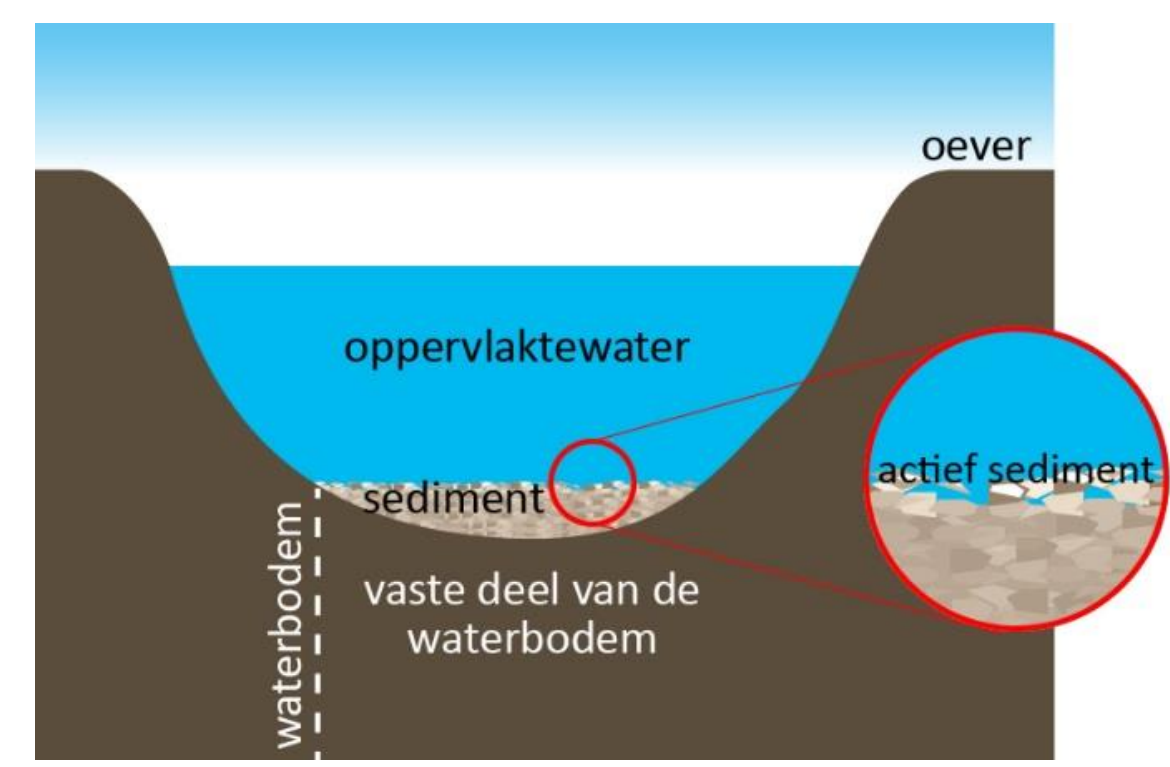 oever
oppervlaktewater
actief sediment
sediment
waterbodem
vaste deel van de
waterbodem